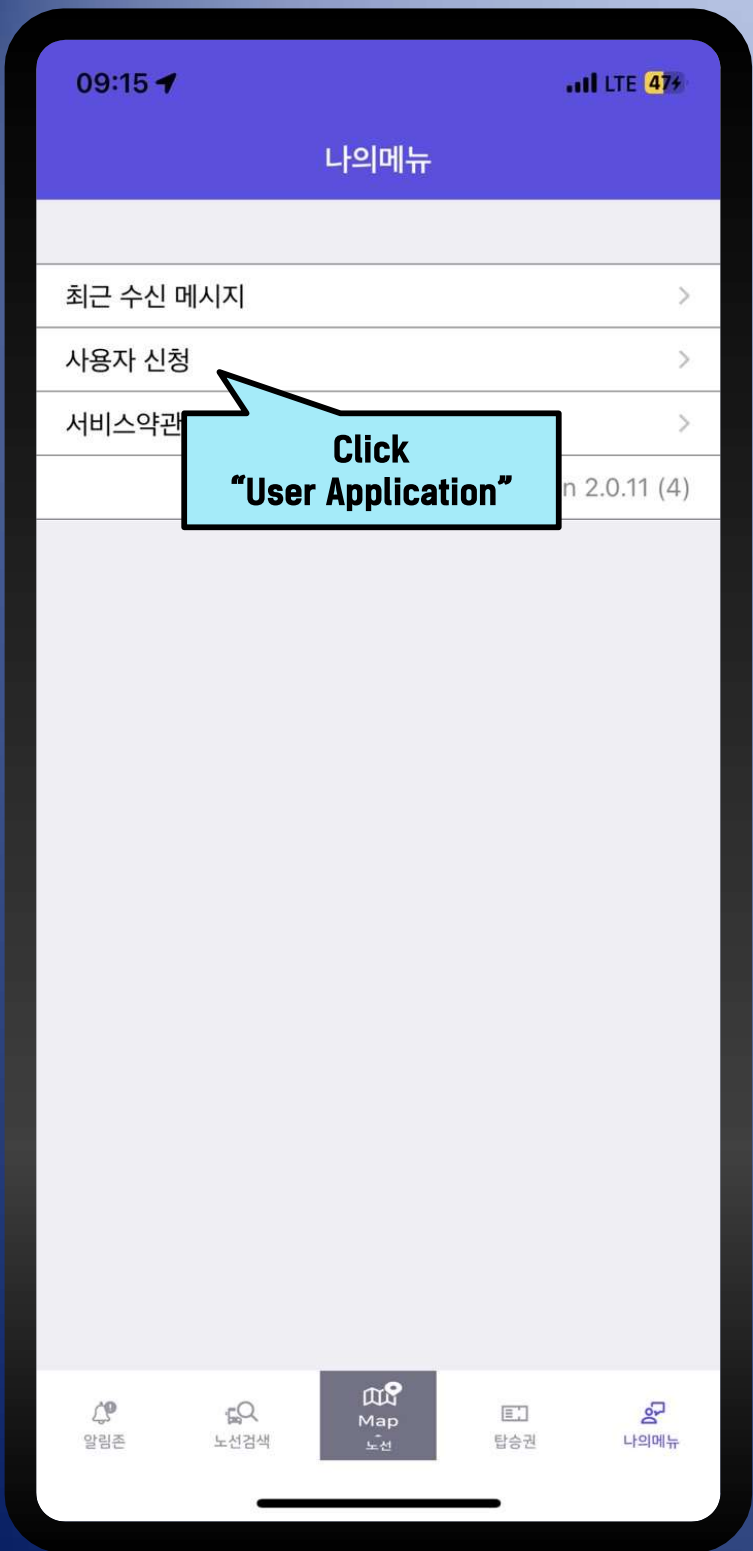 09:15
LTE 47
나의메뉴
최근 수신 메시지
사용자 신청
서비스약관
Click
“User Application”
n 2.0.11 (4)
알림존
노선검색
Map
노선
탑승권
나의메뉴